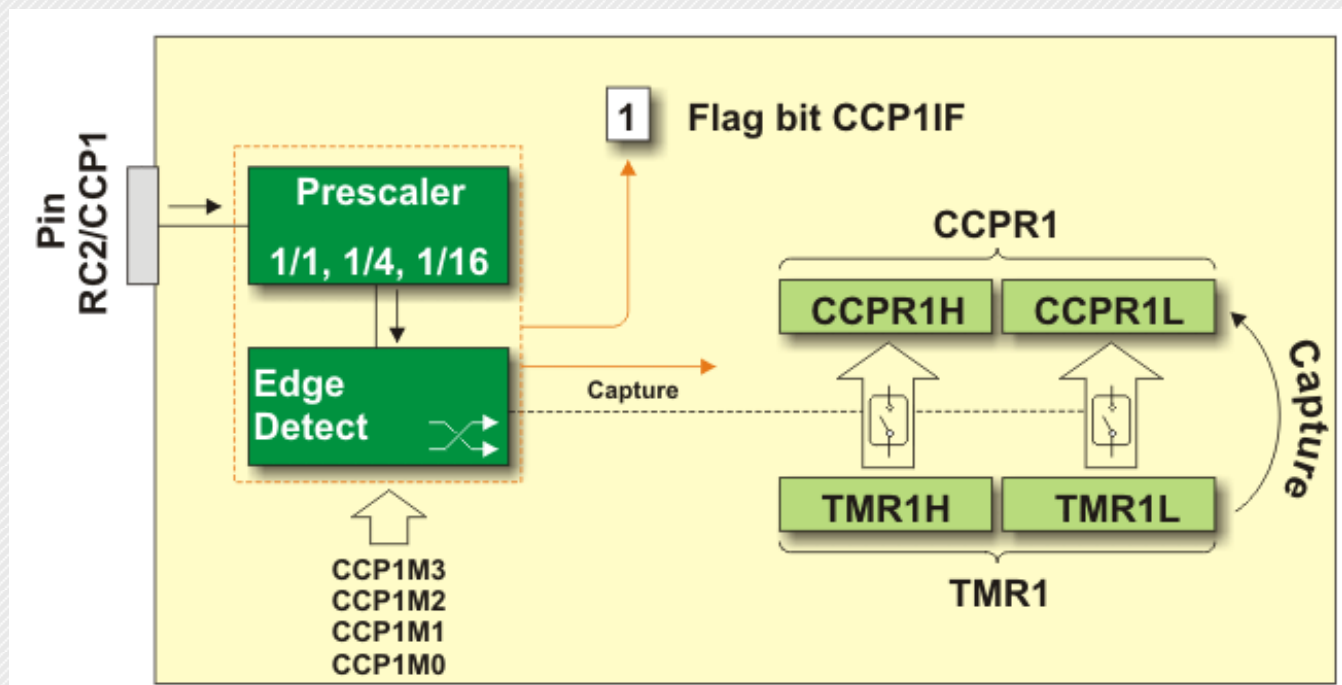 Pin
RC2/CCP1
Prescaler
1/1, 1/4, 1/16
Edge
Detect
CCP1M3
CCP1M2
CCP1M1
CCP1M0
1 Flag bit CCP1IF
Capture
CCPR1
CCPR1H CCPR1L
TMR1H TMR1L
TMR1
Capture